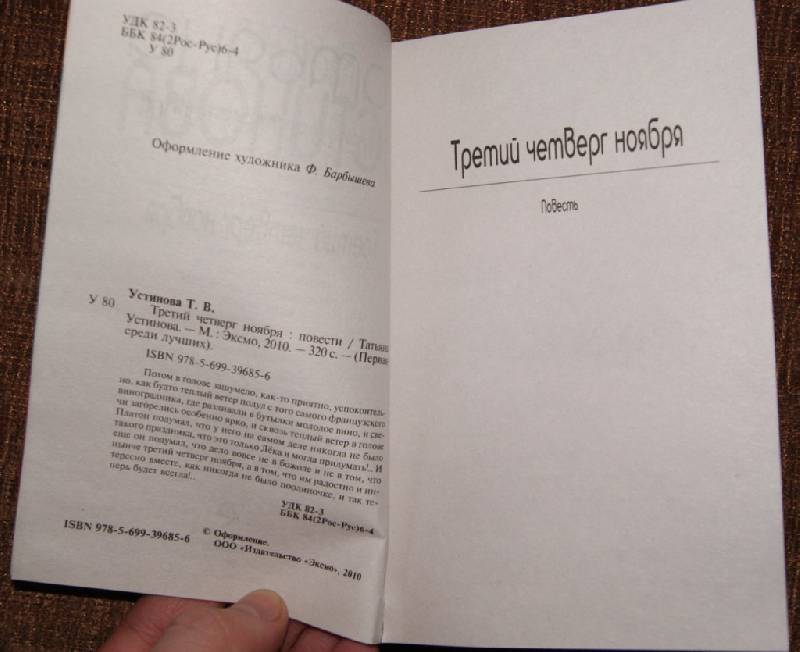 УДК 82-3
ББК 84(2Рос-Рус)6-4
У 80
Оформление художника Ф. Барбышева
Устинова Т. В.
У 80
Третий четверг ноября : повести / Татьяна
Устинова. — М. : Эксмо, 2010. — 320 с. — (Первая
среди лучших).
ISBN 978-5-699-39685-6
Потом в голове зашумело, как-то приятно, успокоитель-
но, как будто теплый ветер подул с того самого французского
виноградника, где разливали в бутылки молодое вино, и све-
чи загорелись особенно ярко, и сквозь теплый ветер в голове
Платон подумал, что у него на самом деле никогда не было
такого праздника, что это только Лёка и могла придумать!.. И
еще он подумал, что дело вовсе не в божоле и не в том, что
нынче третий четверг ноября, а в том, что им радостно и ин-
тересно вместе, как никогда не было поодиночке, и так те-
перь будет всегда!..
УДК 82-3
ББК 84(2Рос-Рус)6-4
ISBN 978-5-699-39685-6
© Оформление.
ООО «Издательство «Эксмо», 2010
Третий четверг ноября
Повесть